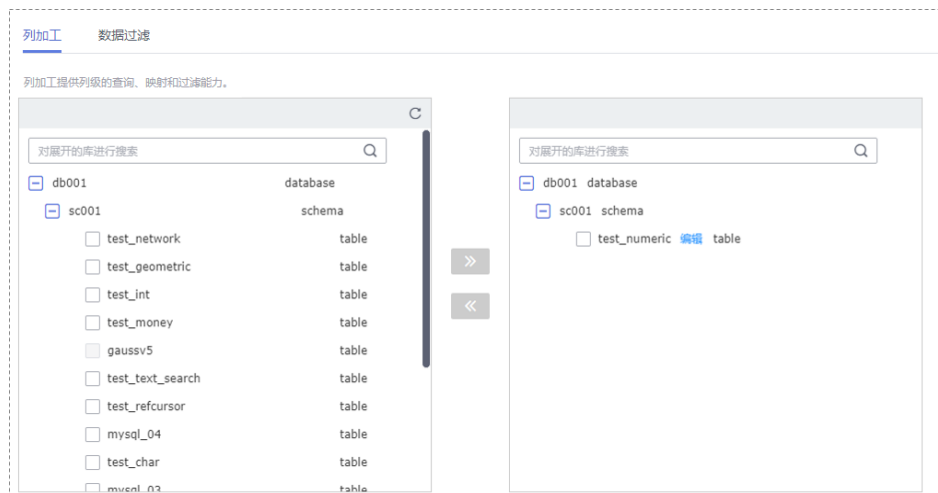 列加工 数据过滤
列加工提供列级的查询、映射和过滤能力。
对展开的库进行搜索
db001 database
sc001 schema
test_network table
test_geometric table
test_int table
test_money table
gaussv5 table
test_text_search table
test_refcursor table
mysql_04 table
test_char table
mysql_03 table
对展开的库进行搜索
db001 database
sc001 schema
test_numeric 编辑 table